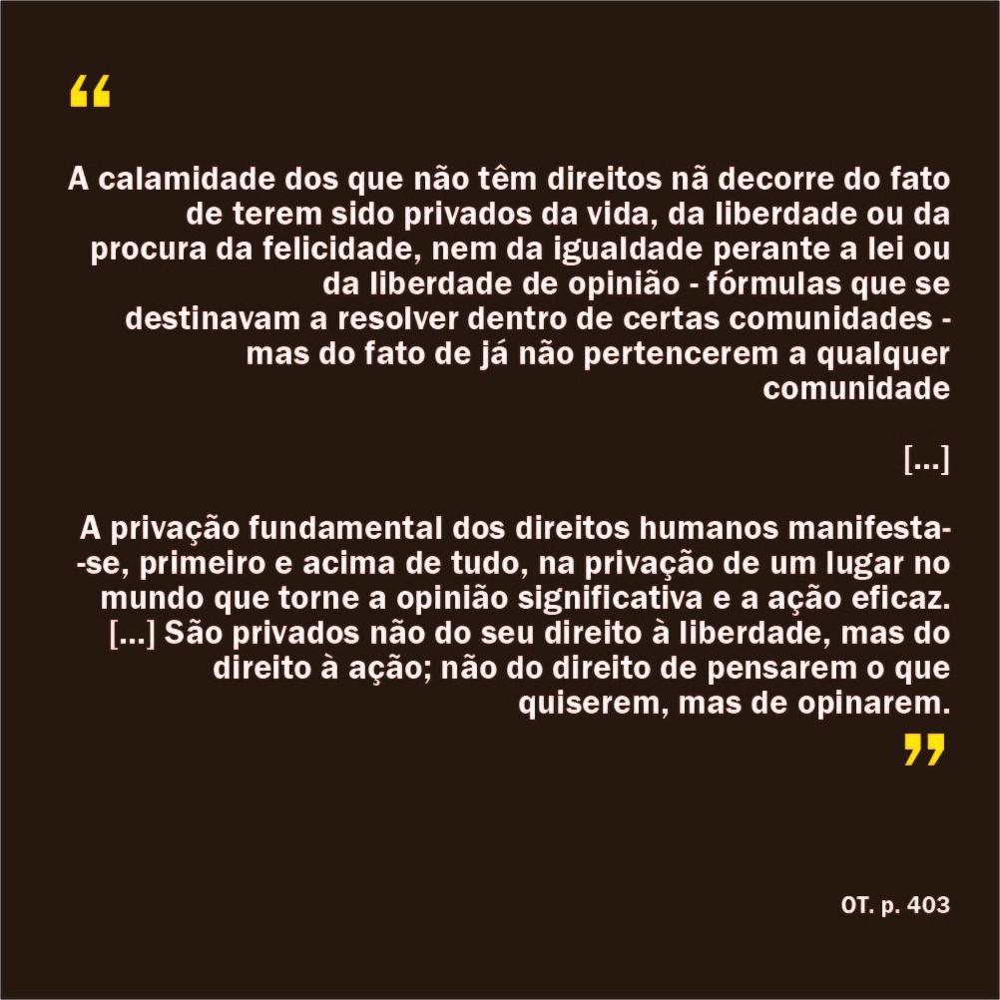 “
A calamidade dos que não têm direitos nã decorre do fato
de terem sido privados da vida, da liberdade ou da
procura da felicidade, nem da igualdade perante a lei ou
da liberdade de opinião - fórmulas que se
destinavam a resolver dentro de certas comunidades -
mas do fato de já não pertencerem a qualquer
comunidade
[...]
A privação fundamental dos direitos humanos manifesta-
-se, primeiro e acima de tudo, na privação de um lugar no
mundo que torne a opinião significativa e a ação eficaz.
[...] São privados não do seu direito à liberdade, mas do
direito à ação; não do direito de pensarem o que
quiserem, mas de opinarem.
”
OT. p. 403